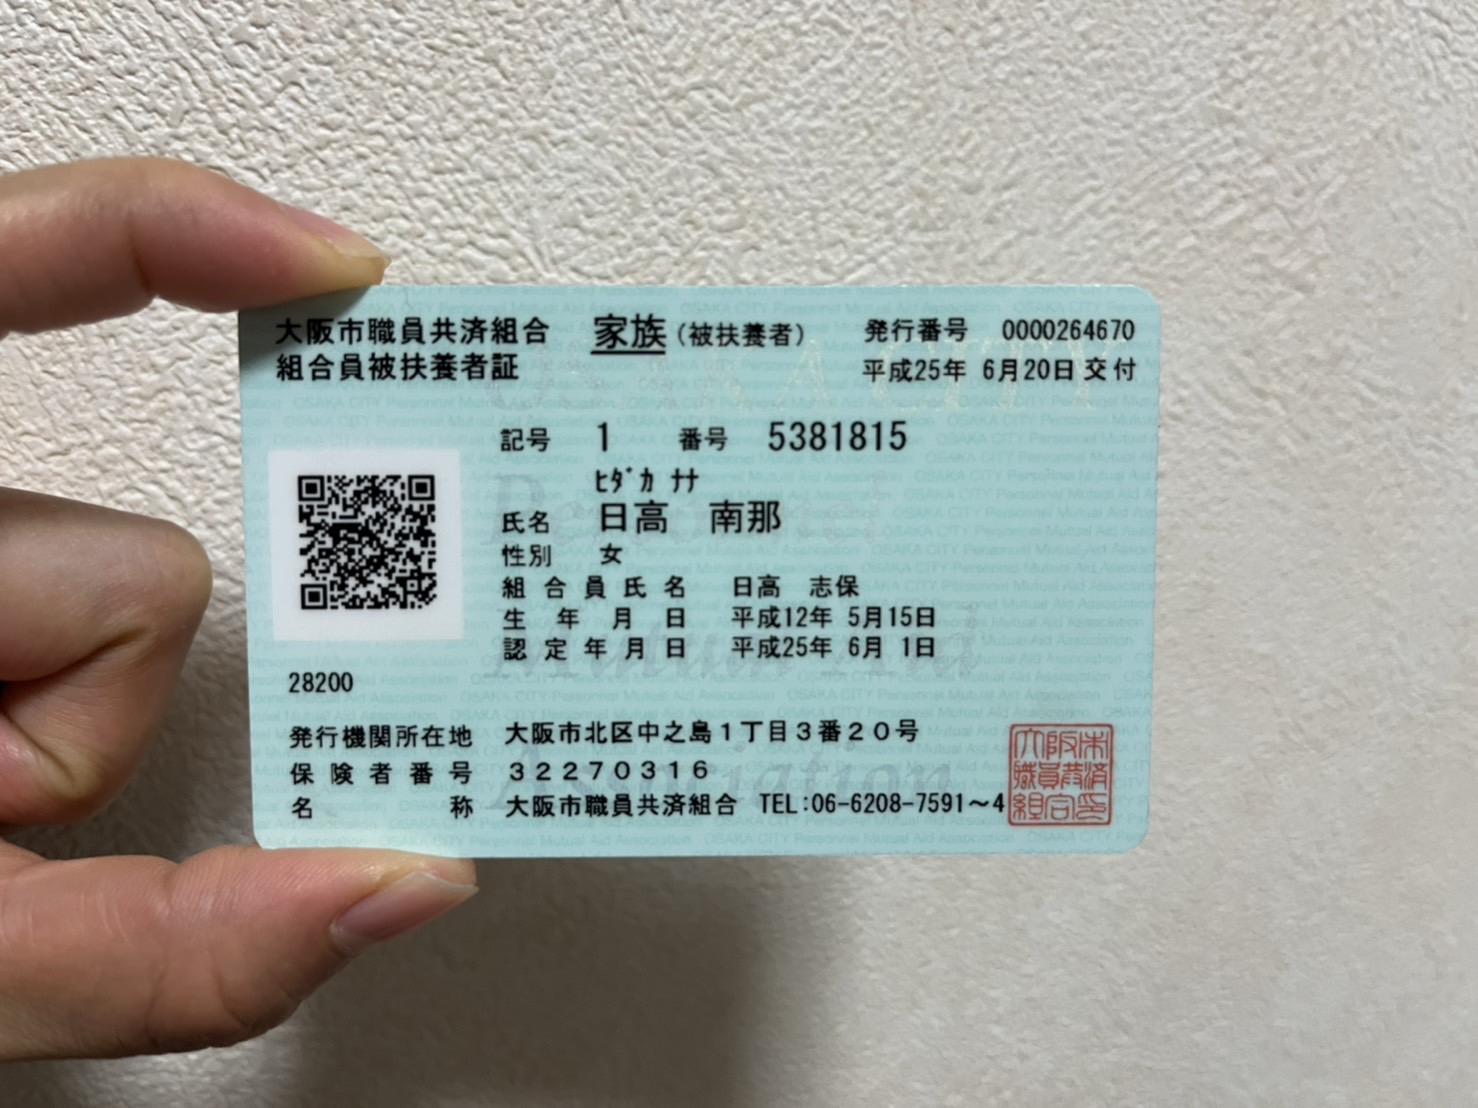 大阪市職員共済組合 家族(被扶養者) 発行番号 0000264670
組合員被扶養者証 平成25年 6月20日交付
記号 1 番号 5381815
ﾋﾀﾞｶ ﾅﾅ
氏名 日高 南那
性別 女
組合員氏名 日高 志保
生年月日 平成12年 5月15日
認定年月日 平成25年 6月 1日
28200
発行機関所在地 大阪市北区中之島1丁目3番20号
保険者番号 32270316
名称 大阪市職員共済組合 TEL:06-6208-7591~4
OSAKA CITY Personnel Mutual Aid Association